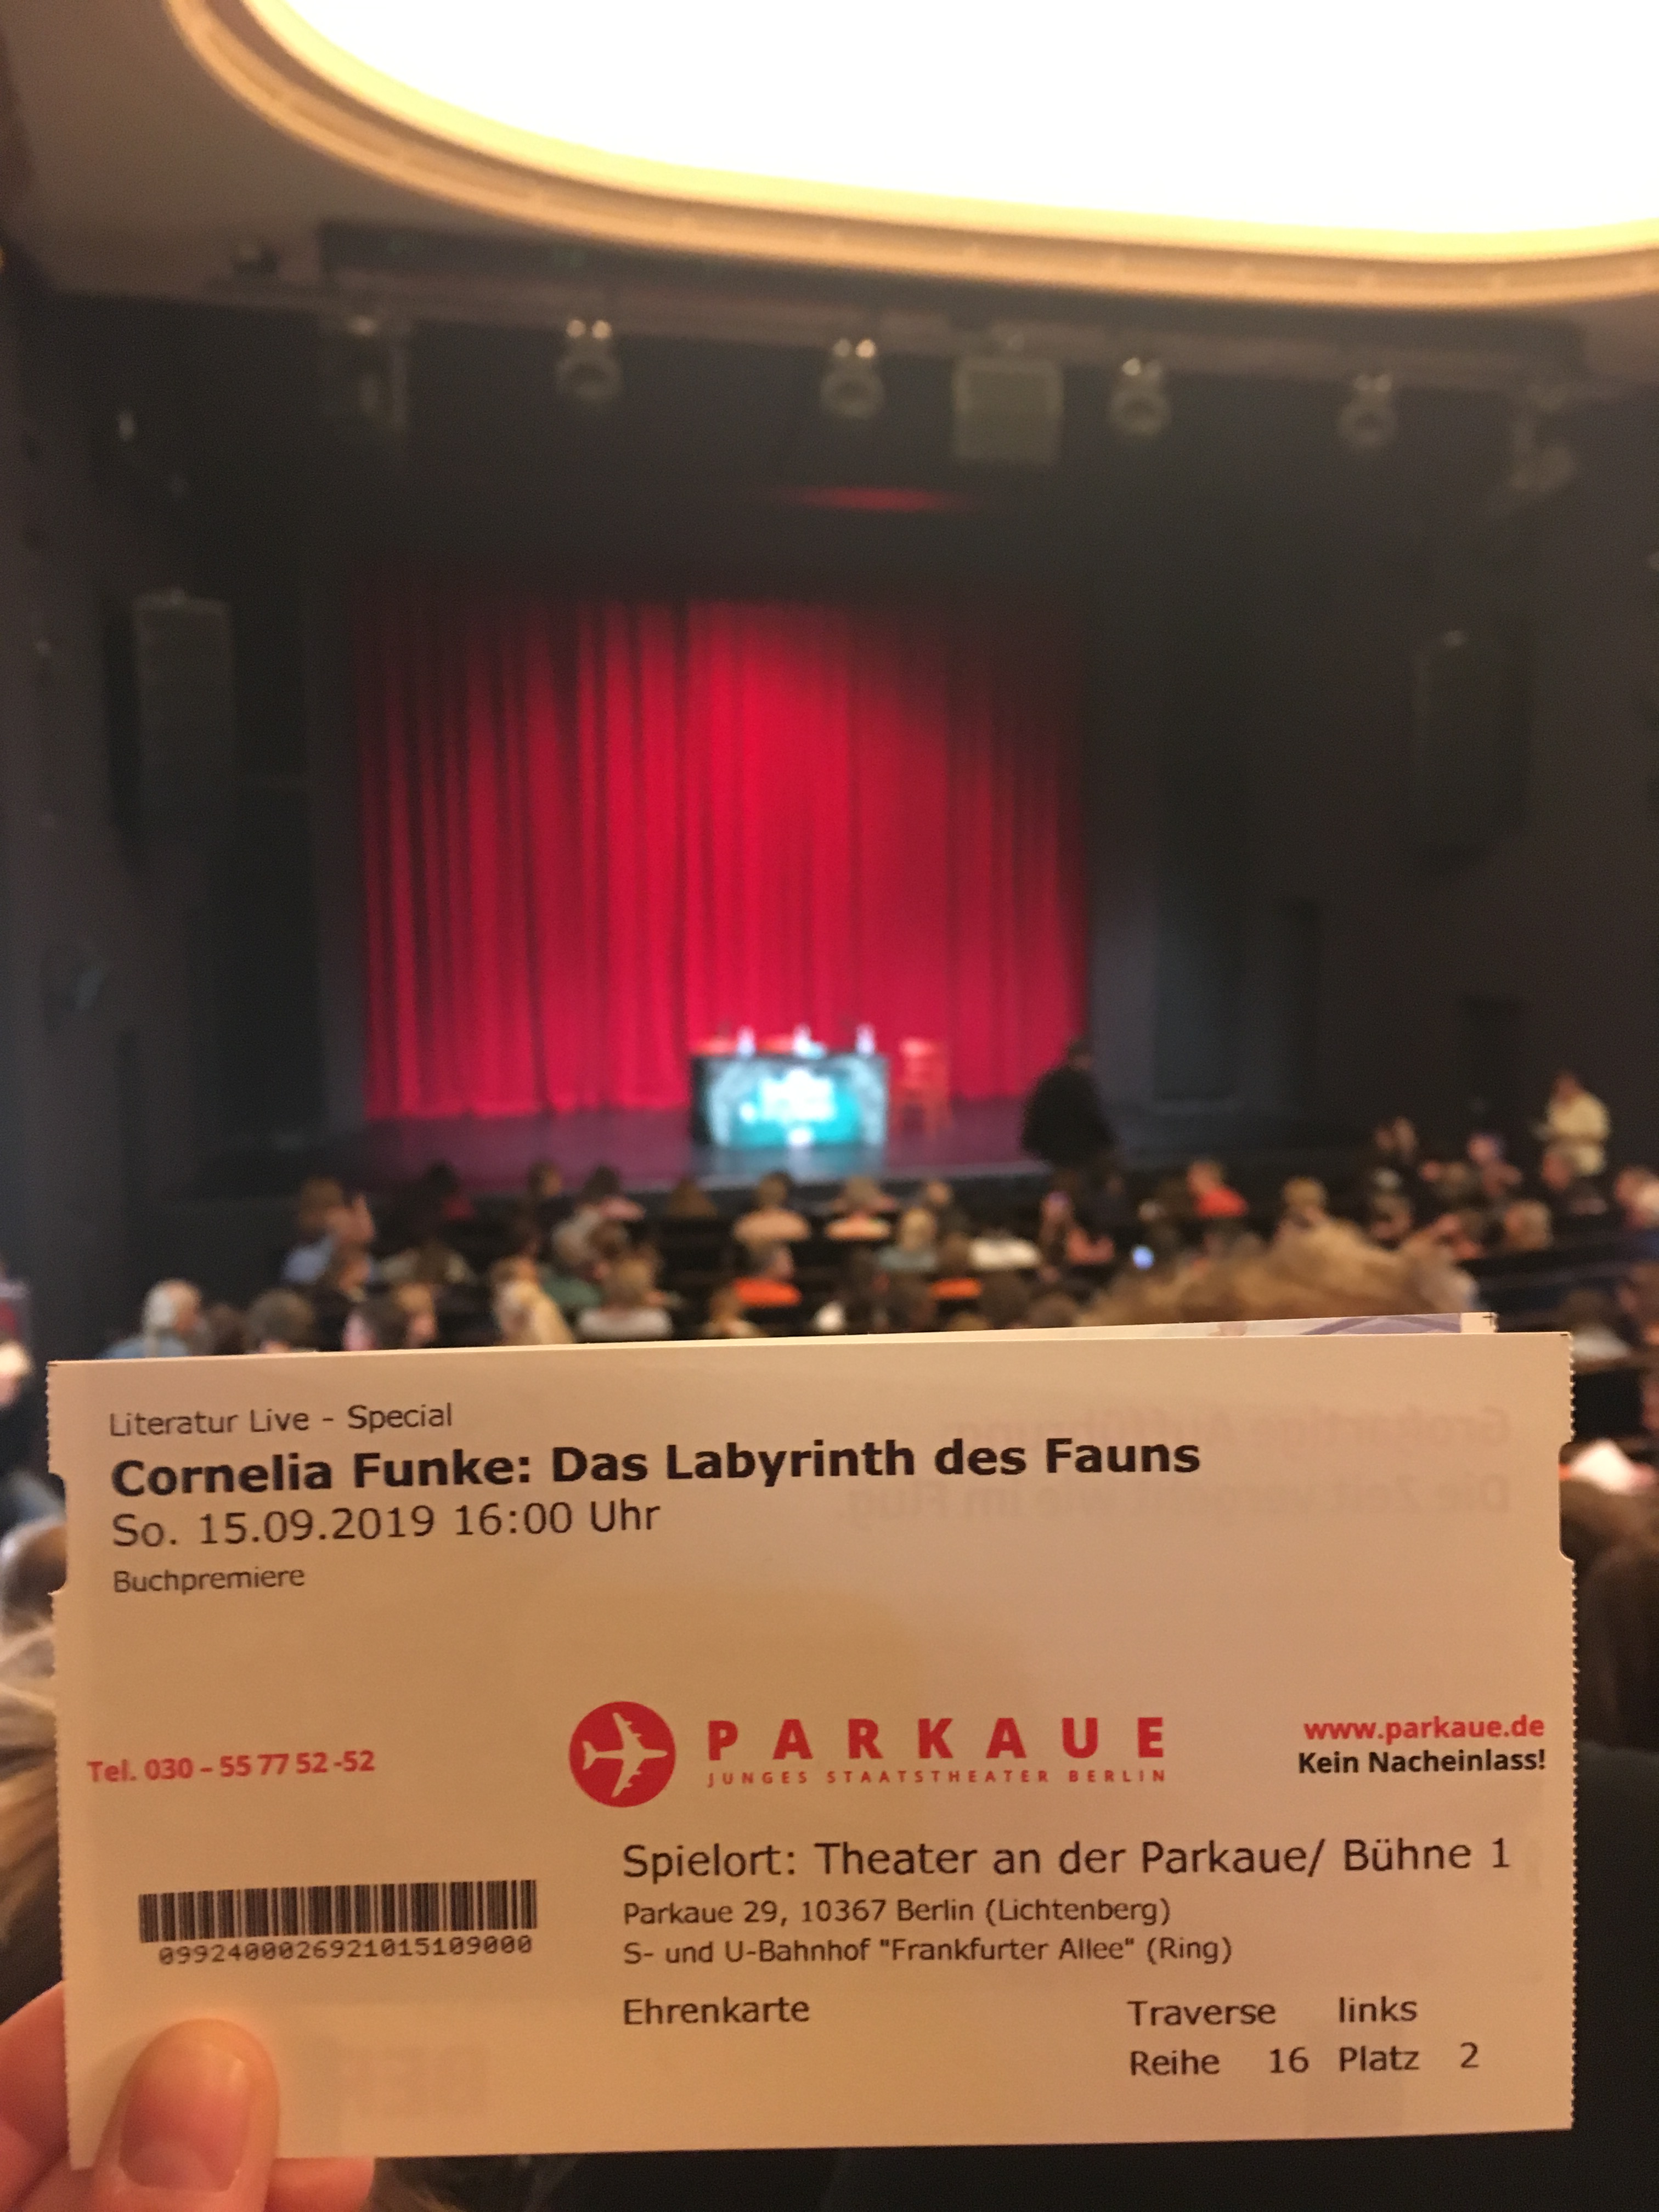 Literatur Live - Special
Cornelia Funke: Das Labyrinth des Fauns
So. 15.09.2019 16:00 Uhr
Buchpremiere
Tel. 030 - 55 77 52 -52
PARKAUE
JUNGES STAATSTHEATER BERLIN
www.parkaue.de
Kein Nacheinlass!
0992400026921015109000
Spielort: Theater an der Parkaue/ Bühne 1
Parkaue 29, 10367 Berlin (Lichtenberg)
S- und U-Bahnhof "Frankfurter Allee" (Ring)
Ehrenkarte
Traverse links
Reihe 16 Platz 2